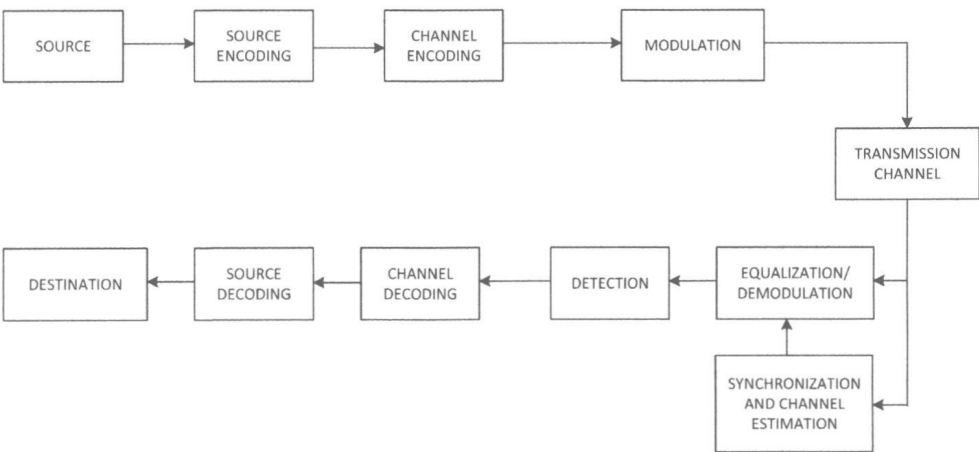 SOURCE
SOURCE
ENCODING
CHANNEL
ENCODING
MODULATION
TRANSMISSION
CHANNEL
DESTINATION
SOURCE
DECODING
CHANNEL
DECODING
DETECTION
EQUALIZATION/
DEMODULATION
SYNCHRONIZATION
AND CHANNEL
ESTIMATION